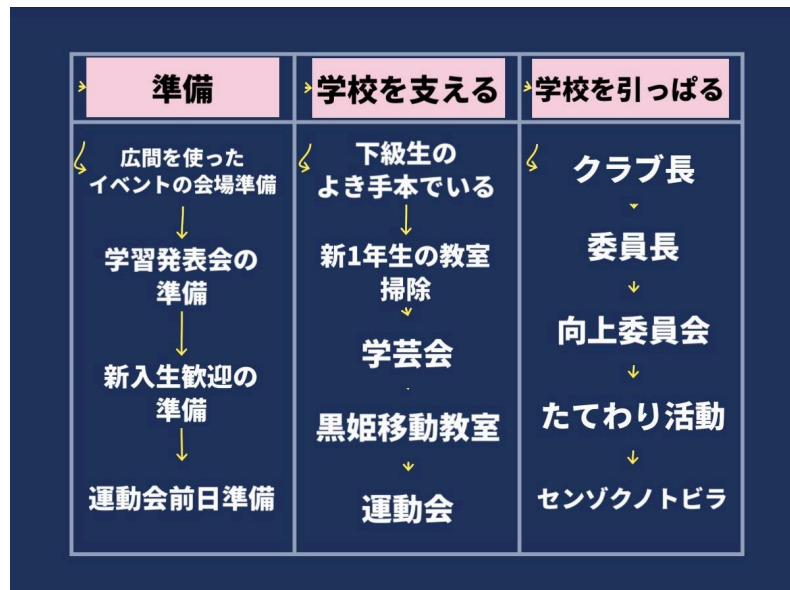 準備
広間を使った
イベントの会場準備
学習発表会の
準備
新入生歓迎の
準備
運動会前日準備
学校を支える
下級生の
よき手本でいる
新1年生の教室
掃除
学芸会
黒姫移動教室
運動会
学校を引っぱる
クラブ長
委員長
向上委員会
たてわり活動
センゾクノトビラ